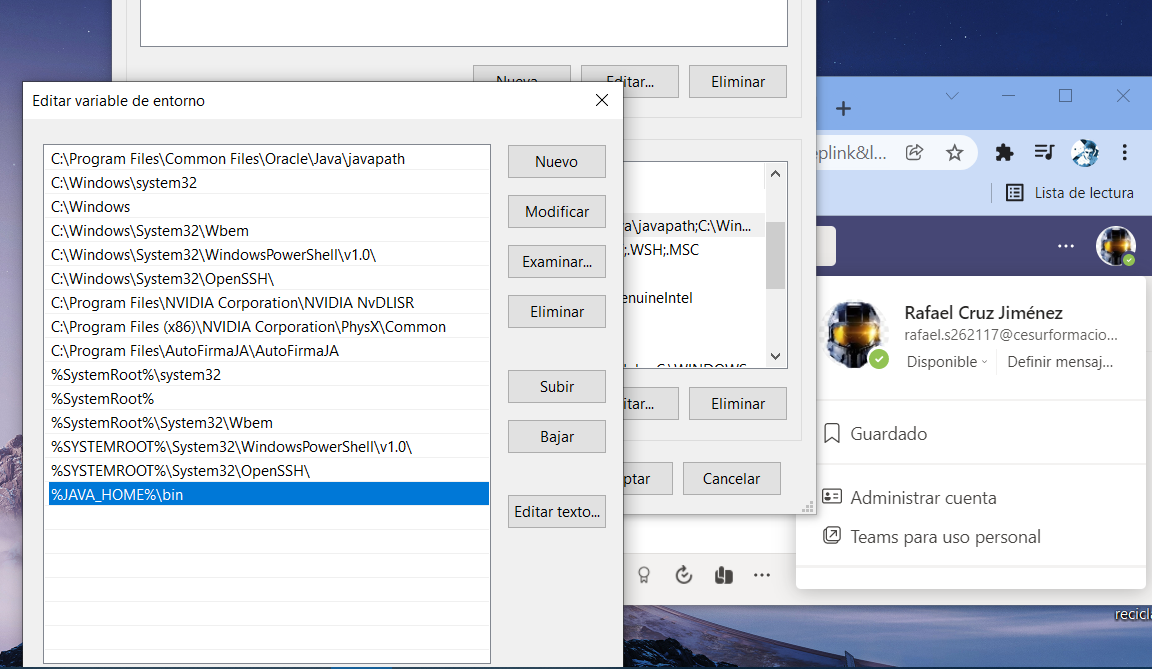 Nueva...
Editar...
Eliminar
Editar variable de entorno
C:\Program Files\Common Files\Oracle\Java\javapath
C:\Windows\system32
C:\Windows
C:\Windows\System32\Wbem
C:\Windows\System32\WindowsPowerShell\v1.0\
C:\Windows\System32\OpenSSH\
C:\Program Files\NVIDIA Corporation\NVIDIA NvDLISR
C:\Program Files (x86)\NVIDIA Corporation\PhysX\Common
C:\Program Files\AutoFirmaJA\AutoFirmaJA
%SystemRoot%\system32
%SystemRoot%
%SystemRoot%\System32\Wbem
%SYSTEMROOT%\System32\WindowsPowerShell\v1.0\
%SYSTEMROOT%\System32\OpenSSH\
%JAVA_HOME%\bin
Nuevo
Modificar
Examinar...
Eliminar
Subir
Bajar
Editar texto...
a\javapath;C:\Win...
;.WSH;.MSC
enuineIntel
itar...
Eliminar
ptar
Cancelar
eplink&l...
Lista de lectura
Rafael Cruz Jiménez
rafael.s262117@cesurformacio...
Disponible
Definir mensaj...
Guardado
Administrar cuenta
Teams para uso personal
recicla